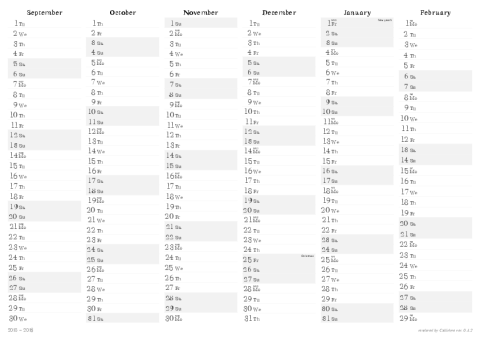 September October November December January February
1 Tu 1 Th 1 Su 1 Tu 1 Fr 1 Mo
2 We 2 Fr 2 Mo 2 We 2 Sa 2 Tu
3 Th 3 Sa 3 Tu 3 Th 3 Su 3 We
4 Fr 4 Su 4 We 4 Fr 4 Mo 4 Th
5 Sa 5 Mo 5 Th 5 Sa 5 Tu 5 Fr
6 Su 6 Tu 6 Fr 6 Su 6 We 6 Sa
7 Mo 7 We 7 Sa 7 Mo 7 Th 7 Su
8 Tu 8 Th 8 Su 8 Tu 8 Fr 8 Mo
9 We 9 Fr 9 Mo 9 We 9 Sa 9 Tu
10 Th 10 Sa 10 Tu 10 Th 10 Su 10 We
11 Fr 11 Su 11 We 11 Fr 11 Mo 11 Th
12 Sa 12 Mo 12 Th 12 Sa 12 Tu 12 Fr
13 Su 13 Tu 13 Fr 13 Su 13 We 13 Sa
14 Mo 14 We 14 Sa 14 Mo 14 Th 14 Su
15 Tu 15 Th 15 Su 15 Tu 15 Fr 15 Mo
16 We 16 Fr 16 Mo 16 We 16 Sa 16 Tu
17 Th 17 Sa 17 Tu 17 Th 17 Su 17 We
18 Fr 18 Su 18 We 18 Fr 18 Mo 18 Th
19 Sa 19 Mo 19 Th 19 Sa 19 Tu 19 Fr
20 Su 20 Tu 20 Fr 20 Su 20 We 20 Sa
21 Mo 21 We 21 Sa 21 Mo 21 Th 21 Su
22 Tu 22 Th 22 Su 22 Tu 22 Fr 22 Mo
23 We 23 Fr 23 Mo 23 We 23 Sa 23 Tu
24 Th 24 Sa 24 Tu 24 Th 24 Su 24 We
25 Fr 25 Su 25 We 25 Fr 25 Mo 25 Th
26 Sa 26 Mo 26 Th 26 Sa 26 Tu 26 Fr
27 Su 27 Tu 27 Fr 27 Su 27 We 27 Sa
28 Mo 28 We 28 Sa 28 Mo 28 Th 28 Su
29 Tu 29 Th 29 Su 29 Tu 29 Fr 29 Mo
30 We 30 Fr 30 Mo 30 We 30 Sa
31 Sa 31 Th 31 Su
2015 – 2016